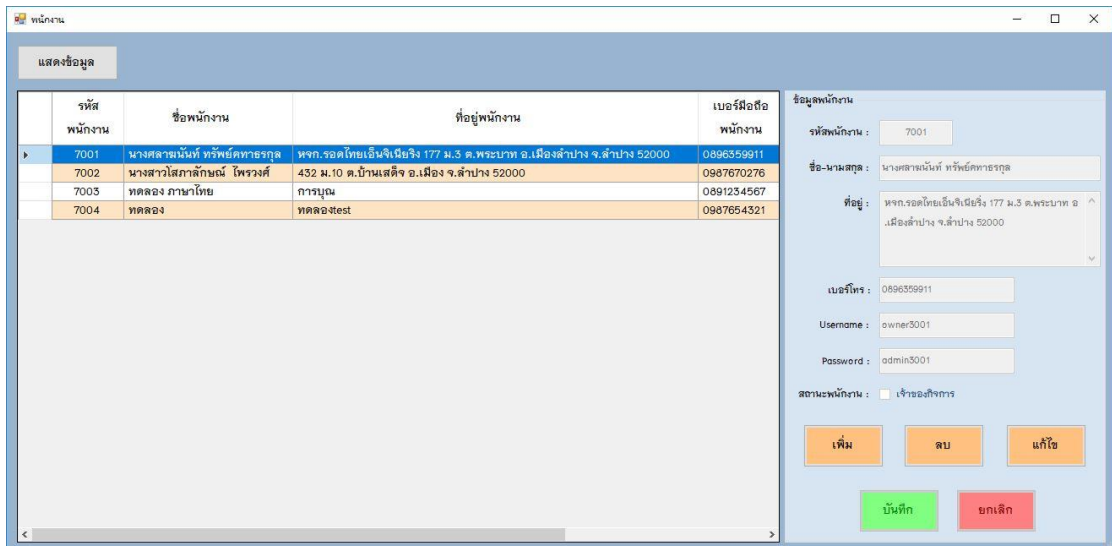 พนักงาน
แสดงข้อมูล
รหัส
พนักงาน
ชื่อพนักงาน
ที่อยู่พนักงาน
เบอร์มือถือ
พนักงาน
7001 นางศลาฆนันท์ ทรัพย์คทาธรกุล หจก.รอดไทยเอ็นจิเนียริง 177 ม.3 ต.พระบาท อ.เมืองลำปาง จ.ลำปาง 52000 0896359911
7002 นางสาวโสภาลักษณ์ ไพรวงศ์ 432 ม.10 ต.บ้านเสด็จ อ.เมือง จ.ลำปาง 52000 0987670276
7003 ทดลอง ภาษาไทย การบุณ 0891234567
7004 ทดลอง ทดลองtest 0987654321
ข้อมูลพนักงาน
รหัสพนักงาน : 7001
ชื่อ-นามสกุล : นางศลาฆนันท์ ทรัพย์คทาธรกุล
ที่อยู่ : หจก.รอดไทยเอ็นจิเนียริ่ง 177 ม.3 ต.พระบาท อ
.เมืองลำปาง จ.ลำปาง 52000
เบอร์โทร : 0896359911
Username : owner3001
Password : admin3001
สถานะพนักงาน : เจ้าของกิจการ
เพิ่ม ลบ แก้ไข
บันทึก ยกเลิก